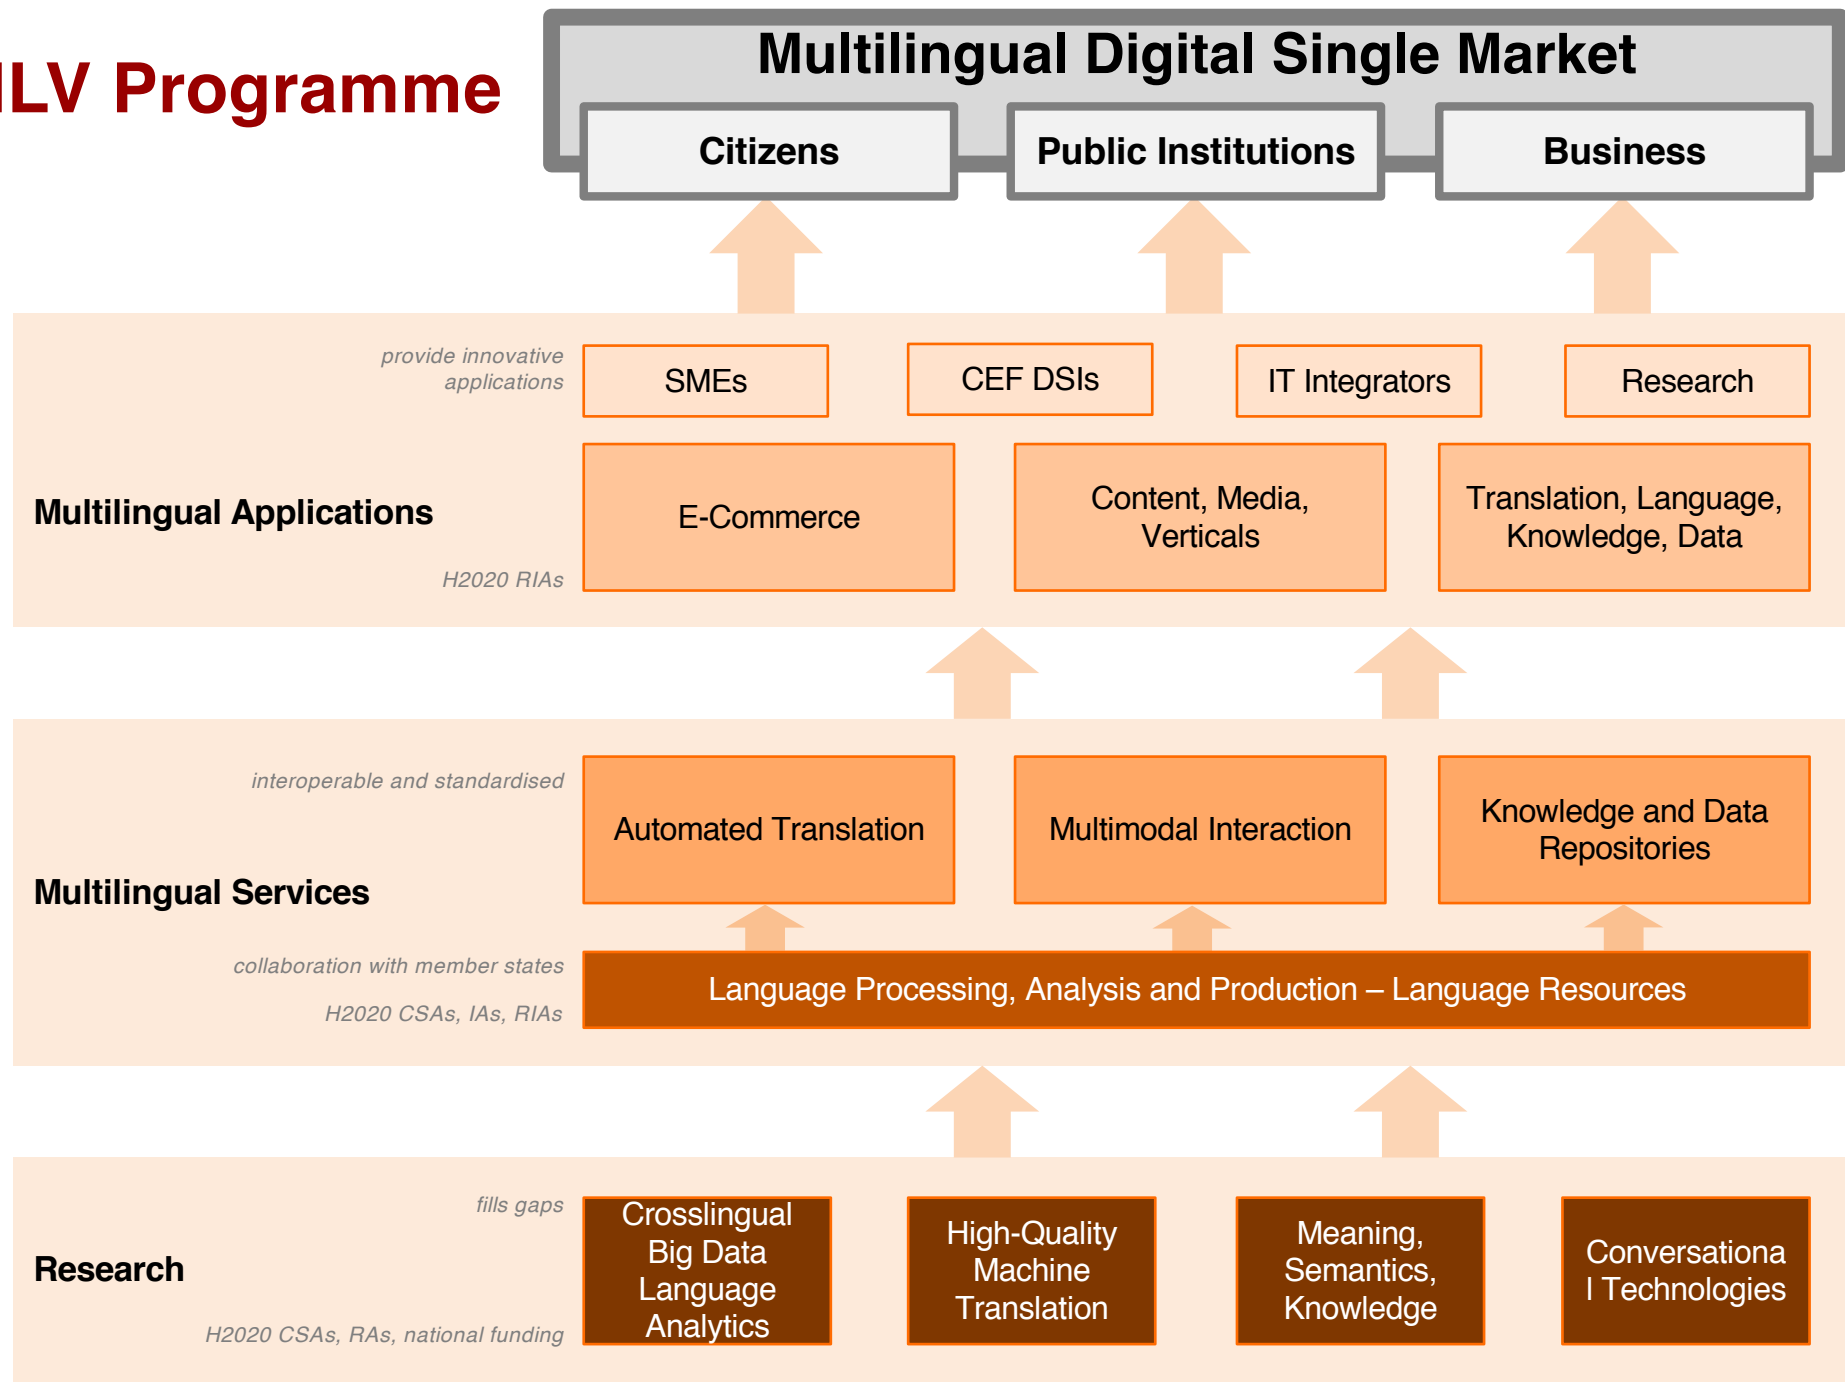 Programme
Multilingual Digital Single Market
Citizens
Public Institutions
Business
provide innovative
applications
SMEs
CEF DSIs
IT Integrators
Research
Multilingual Applications
E-Commerce
Content, Media,
Verticals
Translation, Language,
Knowledge, Data
H2020 RIAs
interoperable and standardised
Automated Translation
Multimodal Interaction
Knowledge and Data
Repositories
Multilingual Services
collaboration with member states
H2020 CSAs, IAs, RIAs
Language Processing, Analysis and Production – Language Resources
fills gaps
Research
H2020 CSAs, RAs, national funding
Crosslingual
Big Data
Language
Analytics
High-Quality
Machine
Translation
Meaning,
Semantics,
Knowledge
Conversationa
l Technologies